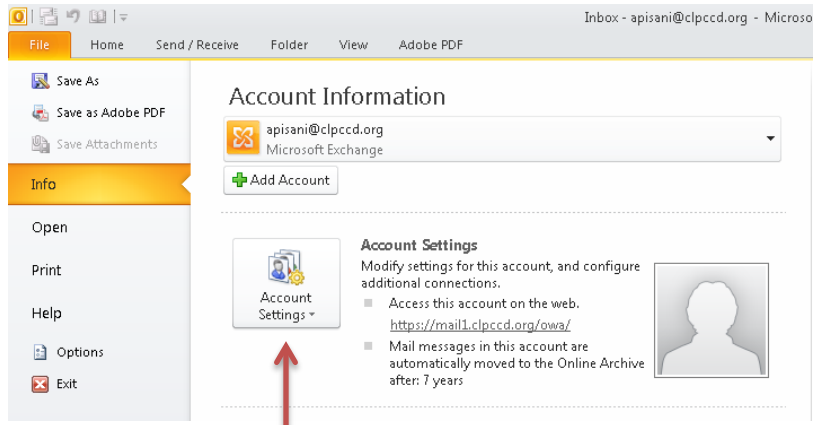 Inbox - apisani@clpccd.org - Microso
File Home Send / Receive Folder View Adobe PDF
Save As
Save as Adobe PDF
Save Attachments
Info
Open
Print
Help
Options
Exit
Account Information
apisani@clpccd.org
Microsoft Exchange
Add Account
Account
Settings
Account Settings
Modify settings for this account, and configure
additional connections.
Access this account on the web.
https://mail1.clpccd.org/owa/
Mail messages in this account are
automatically moved to the Online Archive
after: 7 years